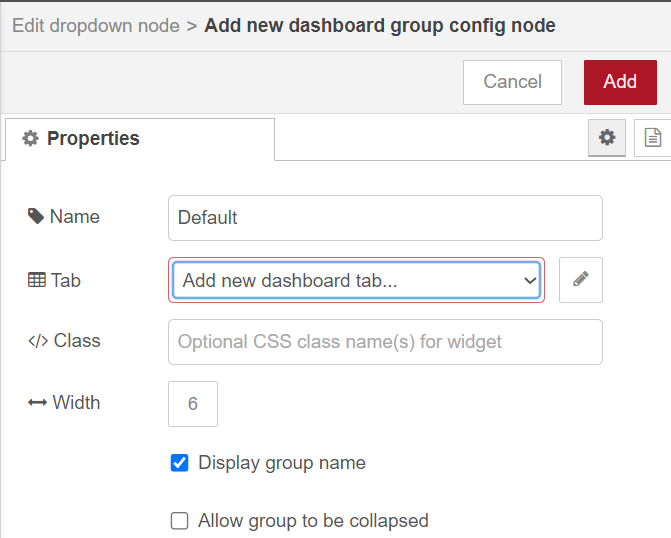 Edit dropdown node > Add new dashboard group config node
Cancel
Add
Properties
Name
Default
Tab
Add new dashboard tab...
</> Class
Optional CSS class name(s) for widget
Width
6
Display group name
Allow group to be collapsed